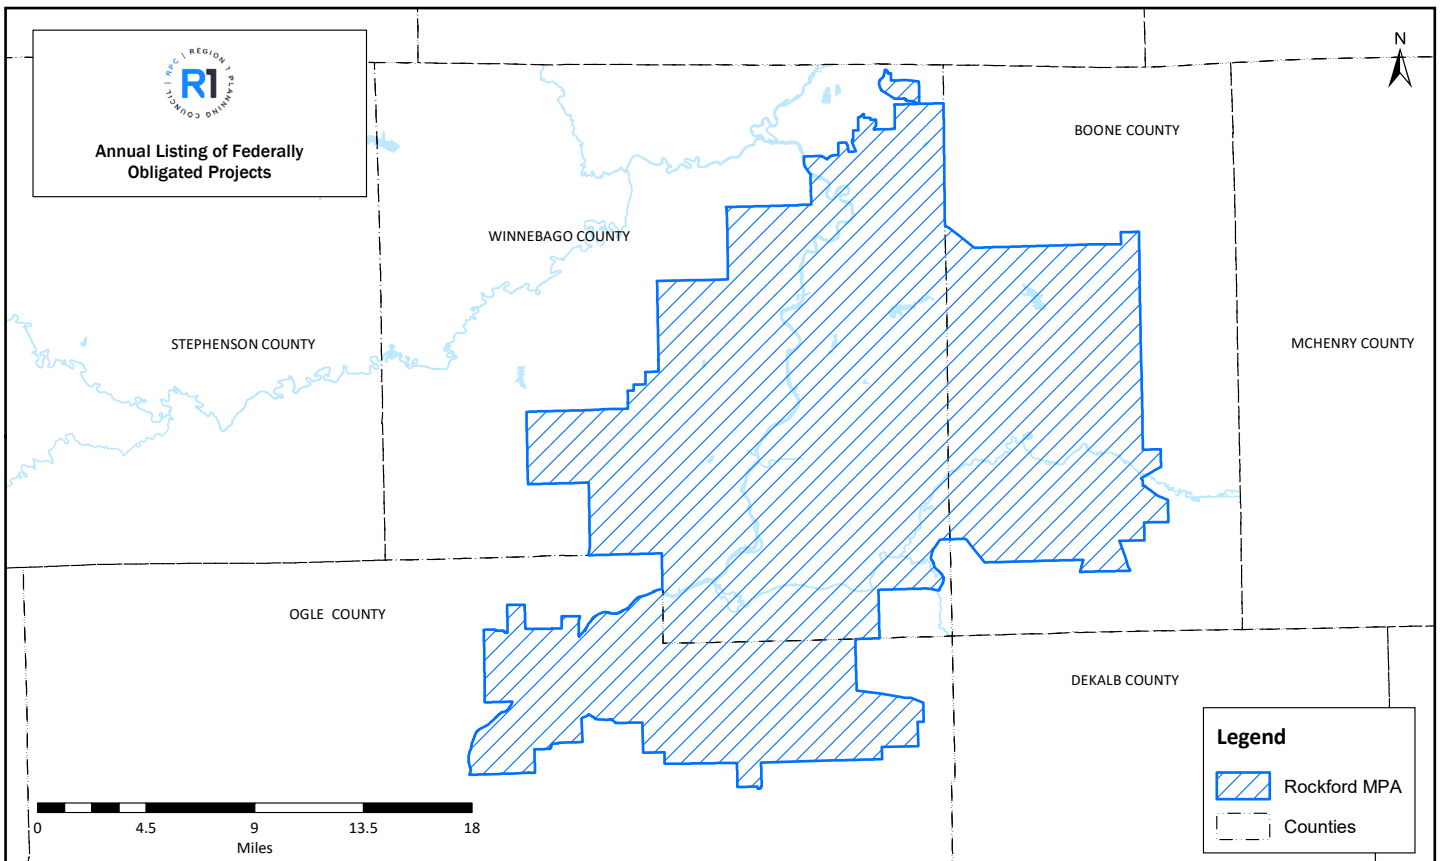 RPC | REGION 1 PLANNING COUNCIL |
R1
Annual Listing of Federally
Obligated Projects
N
BOONE COUNTY
WINNEBAGO COUNTY
STEPHENSON COUNTY
MCHENRY COUNTY
OGLE COUNTY
DEKALB COUNTY
Legend
Rockford MPA
Counties
0 4.5 9 13.5 18
Miles